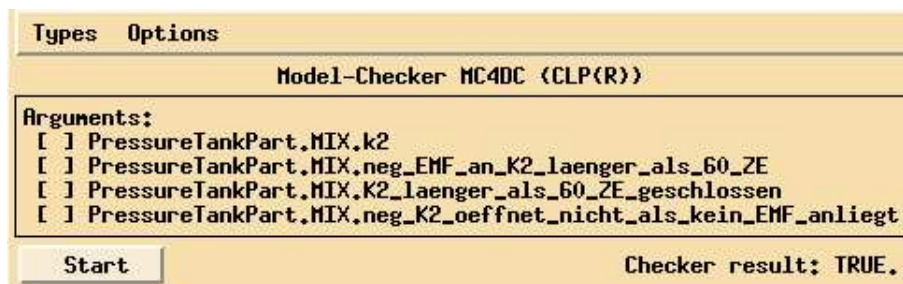 Types Options
Model-Checker MC4DC (CLP(R))
Arguments:
[ ] PressureTankPart.MIX.k2
[ ] PressureTankPart.MIX.neg_EMF_an_K2_laenger_als_60_ZE
[ ] PressureTankPart.MIX.K2_laenger_als_60_ZE_geschlossen
[ ] PressureTankPart.MIX.neg_K2_oeffnet_nicht_als_kein_EMF_anliegt
Start Checker result: TRUE.